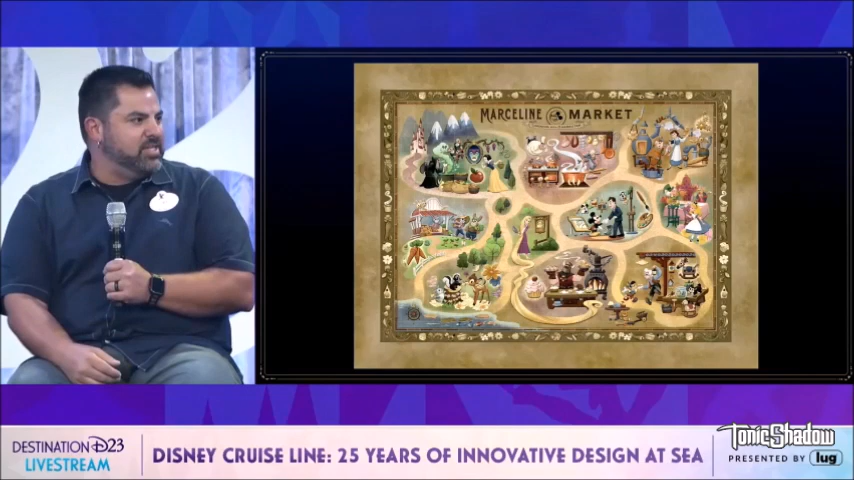 MARCELINE MARKET
DESTINATION D23
LIVESTREAM
DISNEY CRUISE LINE: 25 YEARS OF INNOVATIVE DESIGN AT SEA
TonicShadow
PRESENTED BY lug